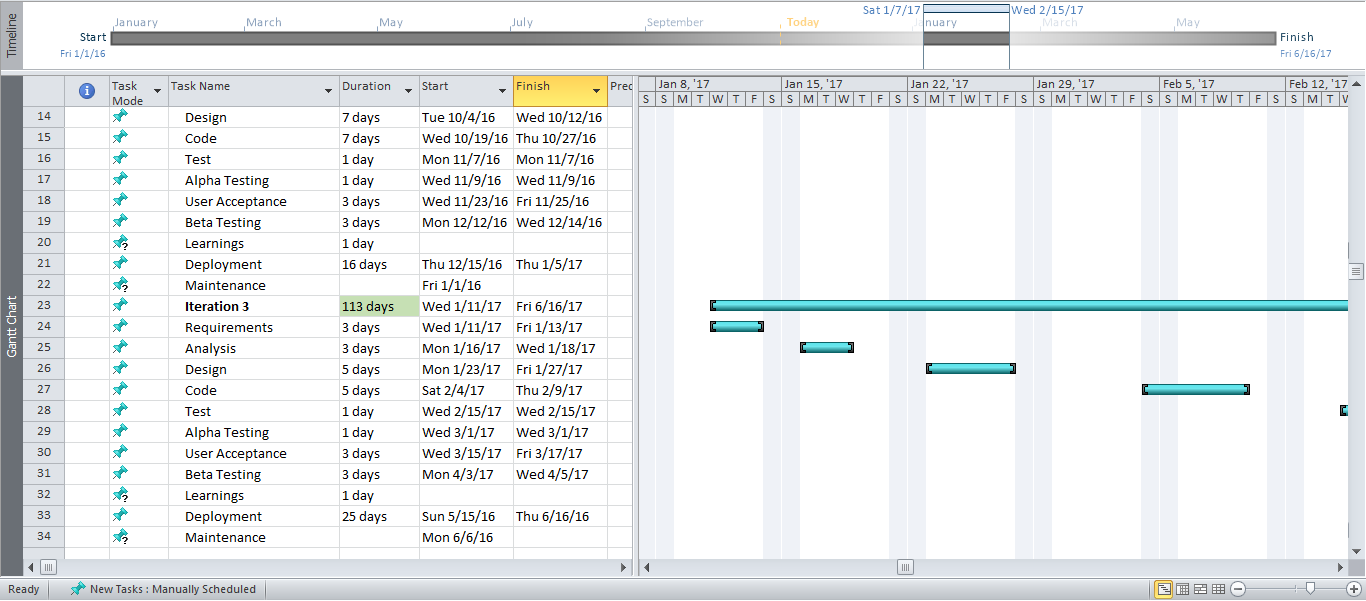 Timeline
Sat 1/7/17 Wed 2/15/17
January March May July September Today January March May
Start Finish
Fri 1/1/16 Fri 6/16/17
Gantt Chart
Task Mode Task Name Duration Start Finish Pred
Jan 8, '17 Jan 15, '17 Jan 22, '17 Jan 29, '17 Feb 5, '17 Feb 12, '17
S S M T W T F S S M T W T F S S M T W T F S S M T W T F S S M T W T F S S M T W
14 Design 7 days Tue 10/4/16 Wed 10/12/16
15 Code 7 days Wed 10/19/16 Thu 10/27/16
16 Test 1 day Mon 11/7/16 Mon 11/7/16
17 Alpha Testing 1 day Wed 11/9/16 Wed 11/9/16
18 User Acceptance 3 days Wed 11/23/16 Fri 11/25/16
19 Beta Testing 3 days Mon 12/12/16 Wed 12/14/16
20 Learnings 1 day
21 Deployment 16 days Thu 12/15/16 Thu 1/5/17
22 Maintenance Fri 1/1/16
23 Iteration 3 113 days Wed 1/11/17 Fri 6/16/17
24 Requirements 3 days Wed 1/11/17 Fri 1/13/17
25 Analysis 3 days Mon 1/16/17 Wed 1/18/17
26 Design 5 days Mon 1/23/17 Fri 1/27/17
27 Code 5 days Sat 2/4/17 Thu 2/9/17
28 Test 1 day Wed 2/15/17 Wed 2/15/17
29 Alpha Testing 1 day Wed 3/1/17 Wed 3/1/17
30 User Acceptance 3 days Wed 3/15/17 Fri 3/17/17
31 Beta Testing 3 days Mon 4/3/17 Wed 4/5/17
32 Learnings 1 day
33 Deployment 25 days Sun 5/15/16 Thu 6/16/16
34 Maintenance Mon 6/6/16
Ready New Tasks : Manually Scheduled